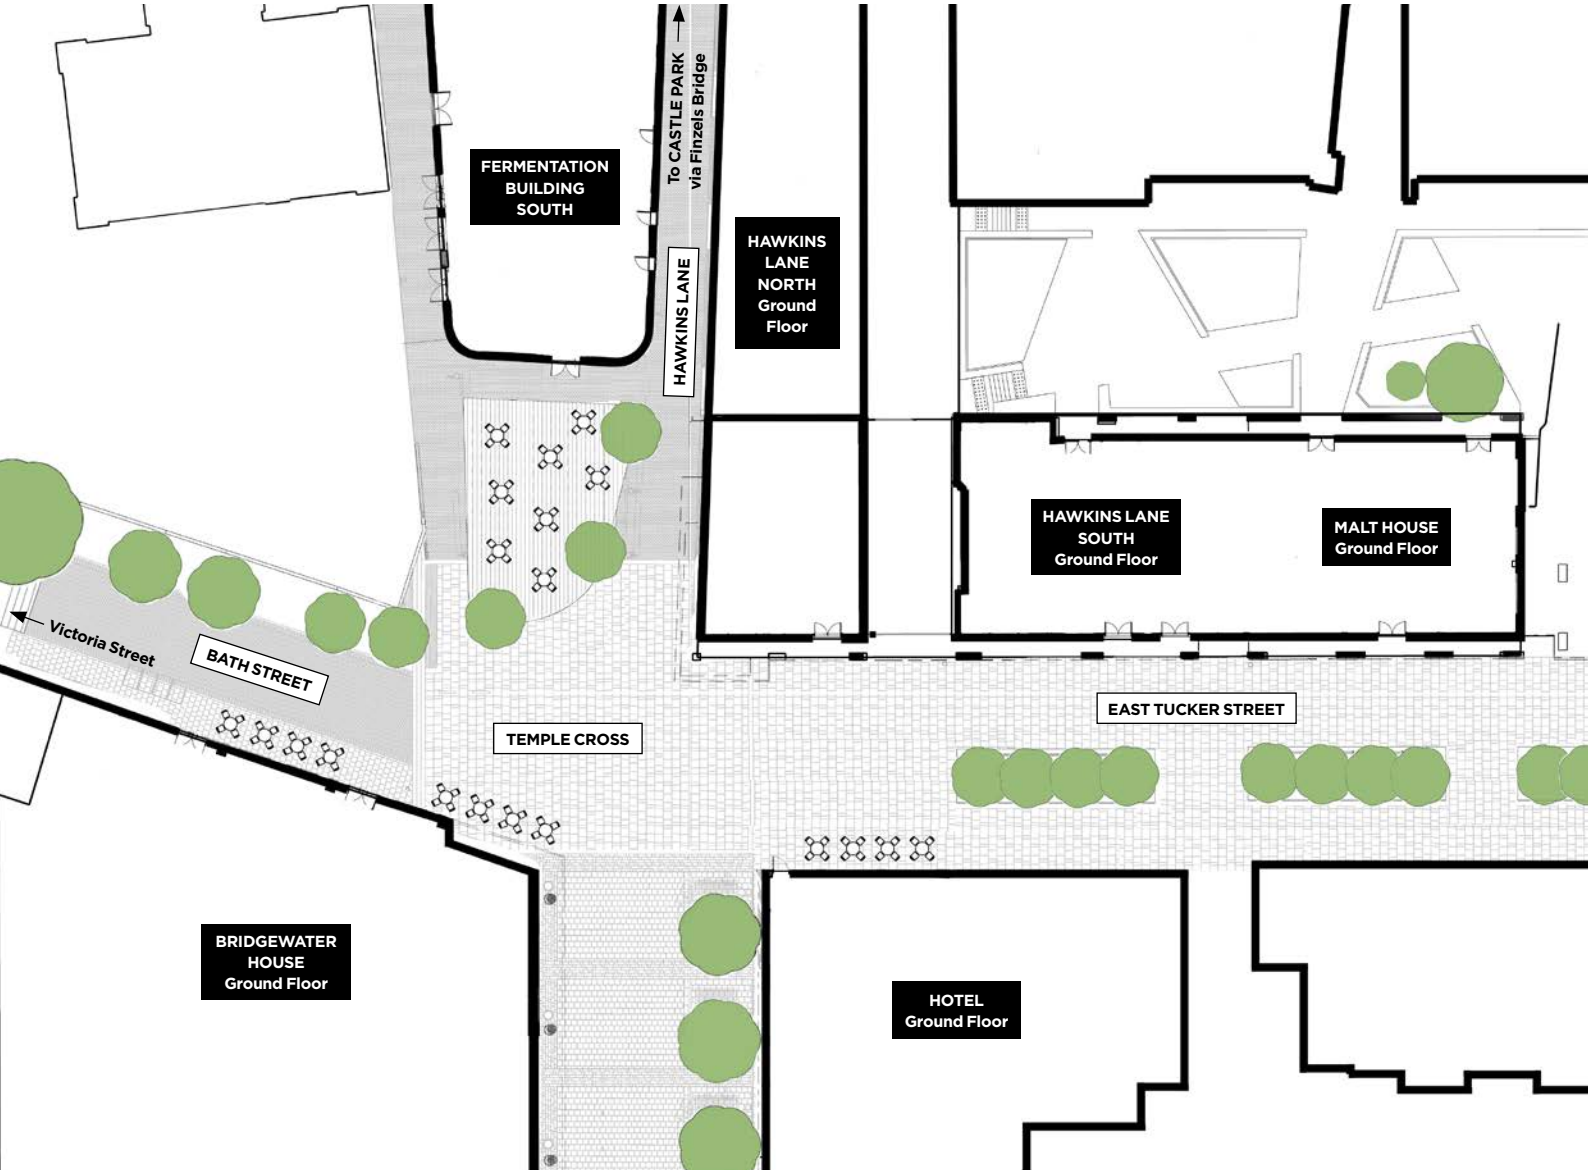 To CASTLE PARK
via Finzels Bridge
FERMENTATION
BUILDING
SOUTH
HAWKINS
LANE
NORTH
Ground
Floor
HAWKINS LANE
HAWKINS LANE
SOUTH
Ground Floor
MALT HOUSE
Ground Floor
Victoria Street
BATH STREET
EAST TUCKER STREET
TEMPLE CROSS
BRIDGEWATER
HOUSE
Ground Floor
HOTEL
Ground Floor